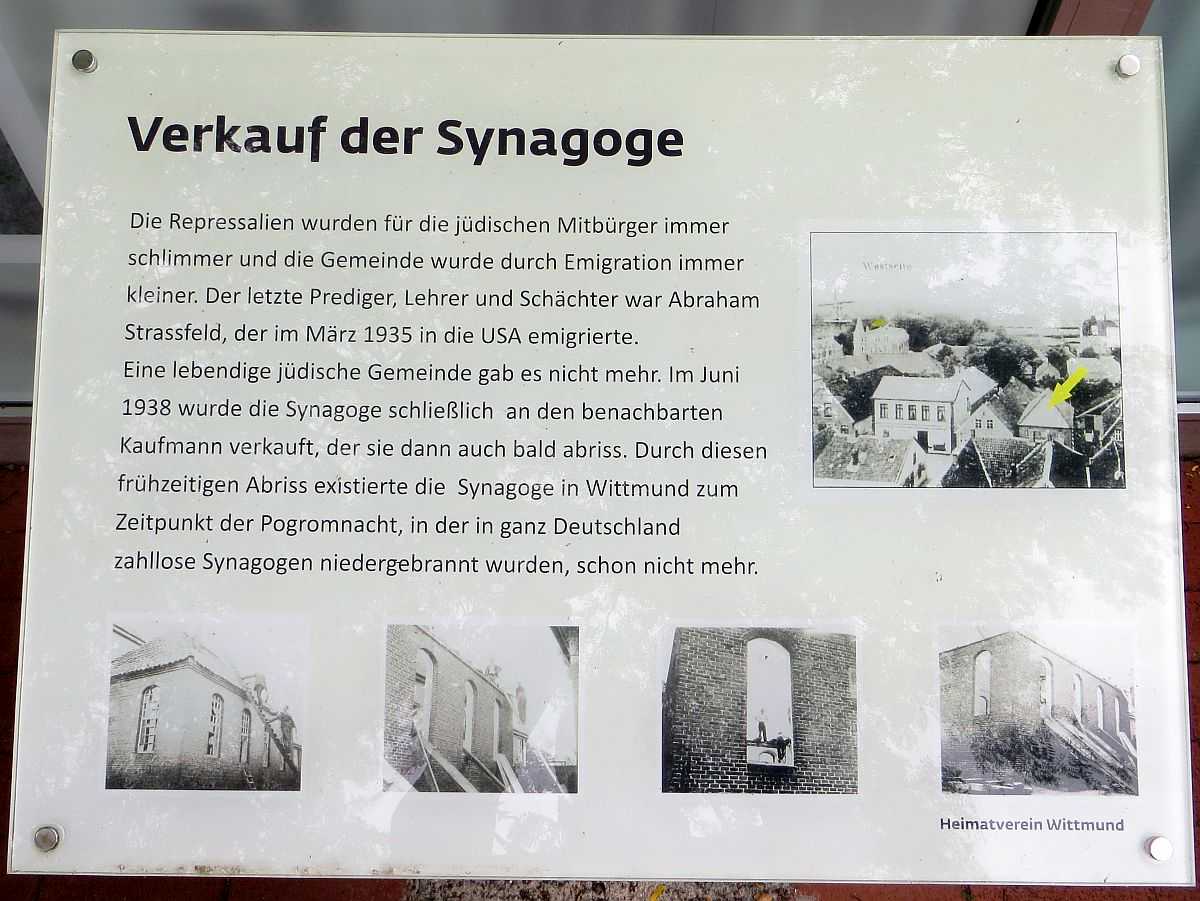 Verkauf der Synagoge
Die Repressalien wurden für die jüdischen Mitbürger immer
schlimmer und die Gemeinde wurde durch Emigration immer
kleiner. Der letzte Prediger, Lehrer und Schächter war Abraham
Strassfeld, der im März 1935 in die USA emigrierte.
Eine lebendige jüdische Gemeinde gab es nicht mehr. Im Juni
1938 wurde die Synagoge schließlich an den benachbarten
Kaufmann verkauft, der sie dann auch bald abriss. Durch diesen
frühzeitigen Abriss existierte die Synagoge in Wittmund zum
Zeitpunkt der Pogromnacht, in der in ganz Deutschland
zahllose Synagogen niedergebrannt wurden, schon nicht mehr.
Westseite
Heimatverein Wittmund